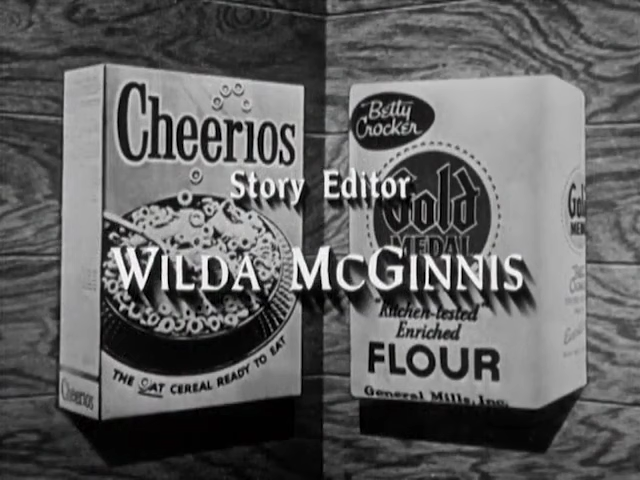 Cheerios
Story Editor
WILDA MCGINNIS
THE OAT CEREAL READY TO EAT
Cheerios
Betty
Crocker
Gold
MEDAL
"Kitchen-tested"
Enriched
FLOUR
General Mills, Inc.